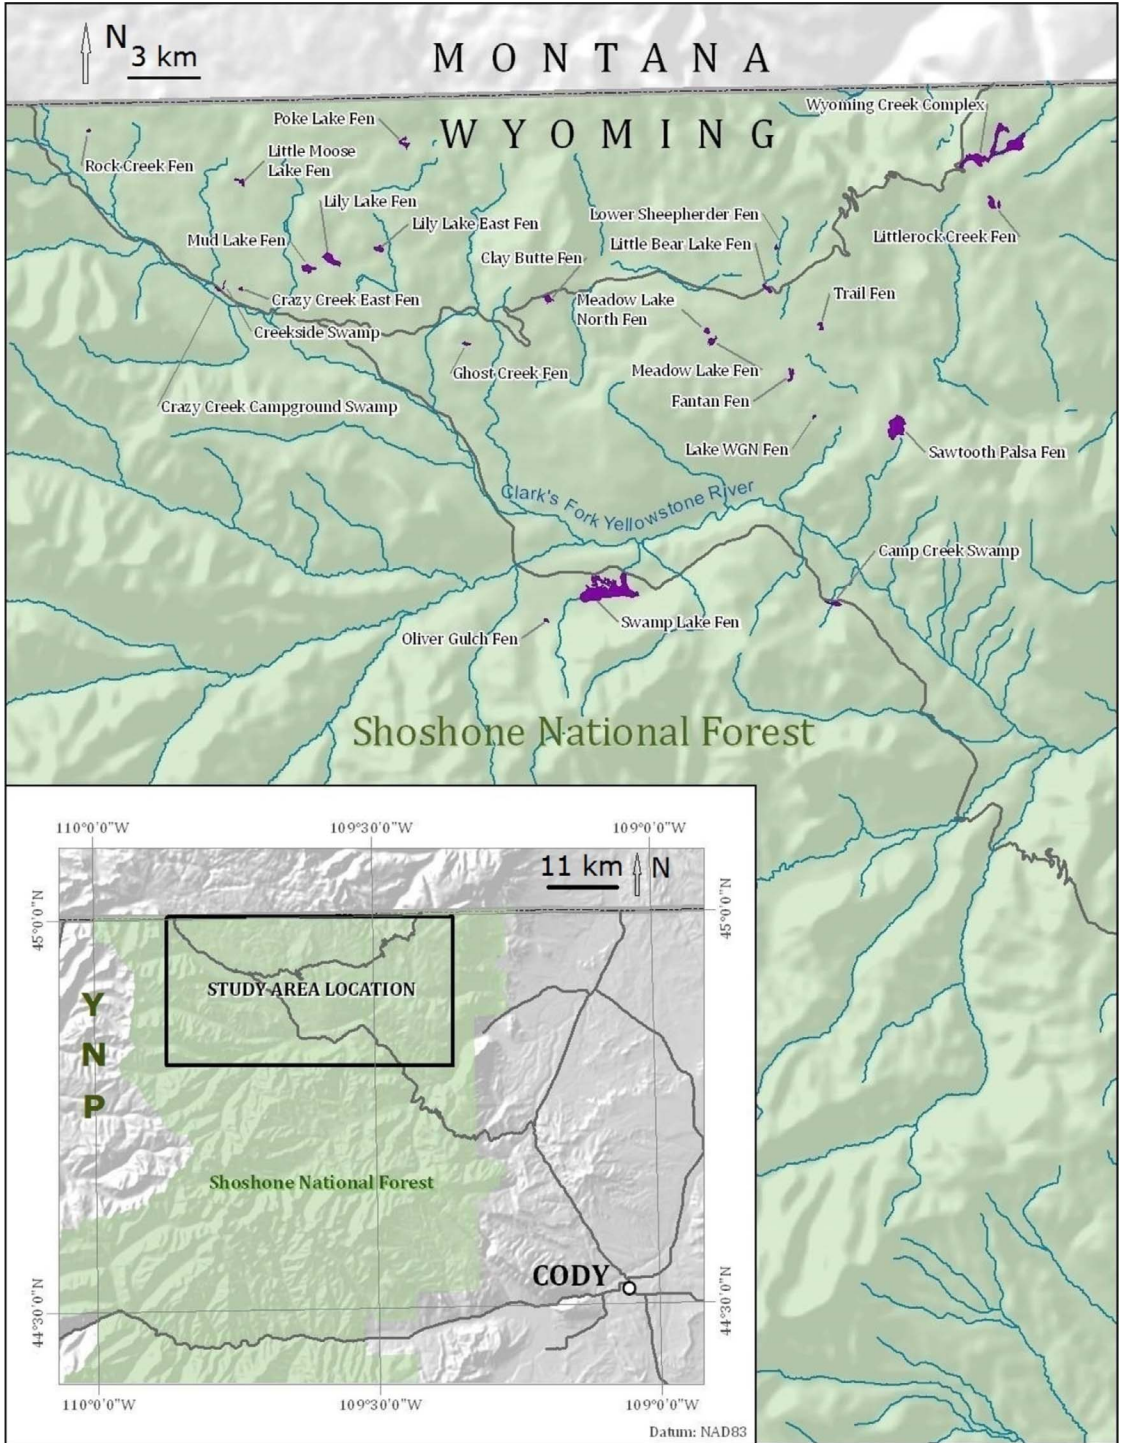 N
3 km
MONTANA
WYOMING
Wyoming Creek Complex
Poke Lake Fen
Rock Creek Fen
Little Moose
Lake Fen
Lily Lake Fen
Lily Lake East Fen
Lower Sheepherder Fen
Mud Lake Fen
Little Bear Lake Fen
Littlerock Creek Fen
Clay Butte Fen
Crazy Creek East Fen
Meadow Lake
North Fen
Trail Fen
Creekside Swamp
Ghost Creek Fen
Meadow Lake Fen
Crazy Creek Campground Swamp
Fantan Fen
Lake WGN Fen
Sawtooth Palsa Fen
Clark's Fork Yellowstone River
Camp Creek Swamp
Swamp Lake Fen
Oliver Gulch Fen
Shoshone National Forest
110°0'0"W
109°30'0"W
109°0'0"W
11 km
N
45°0'0"N
45°0'0"N
STUDY AREA LOCATION
YNP
Shoshone National Forest
CODY
44°30'0"N
44°30'0"N
110°0'0"W
109°30'0"W
109°0'0"W
Datum: NAD83